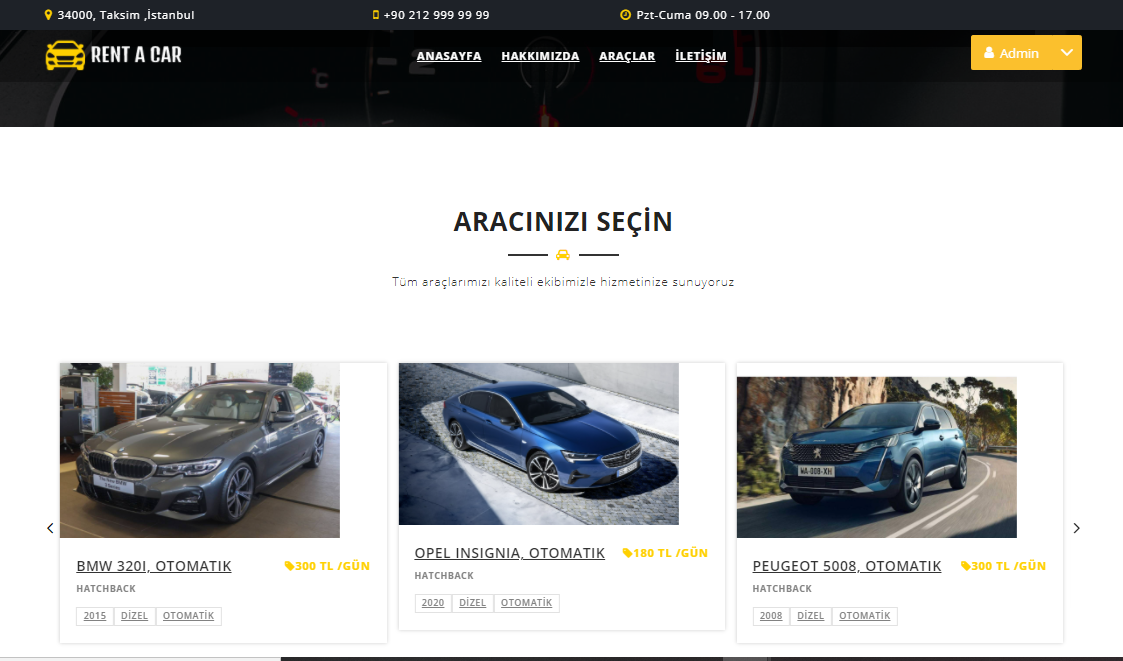 34000, Taksim ,İstanbul
+90 212 999 99 99
Pzt-Cuma 09.00 - 17.00
RENT A CAR
ANASAYFA HAKKIMIZDA ARAÇLAR İLETİŞİM
Admin
ARACINIZI SEÇİN
Tüm araçlarımızı kaliteli ekibimizle hizmetinize sunuyoruz
BMW 320I, OTOMATIK 300 TL /GÜN
HATCHBACK
2015 DİZEL OTOMATİK
OPEL INSIGNIA, OTOMATIK 180 TL /GÜN
HATCHBACK
2020 DİZEL OTOMATİK
WA-008-XH
PEUGEOT 5008, OTOMATIK 300 TL /GÜN
HATCHBACK
2008 DİZEL OTOMATİK